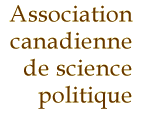 Association
canadienne
de science
politique